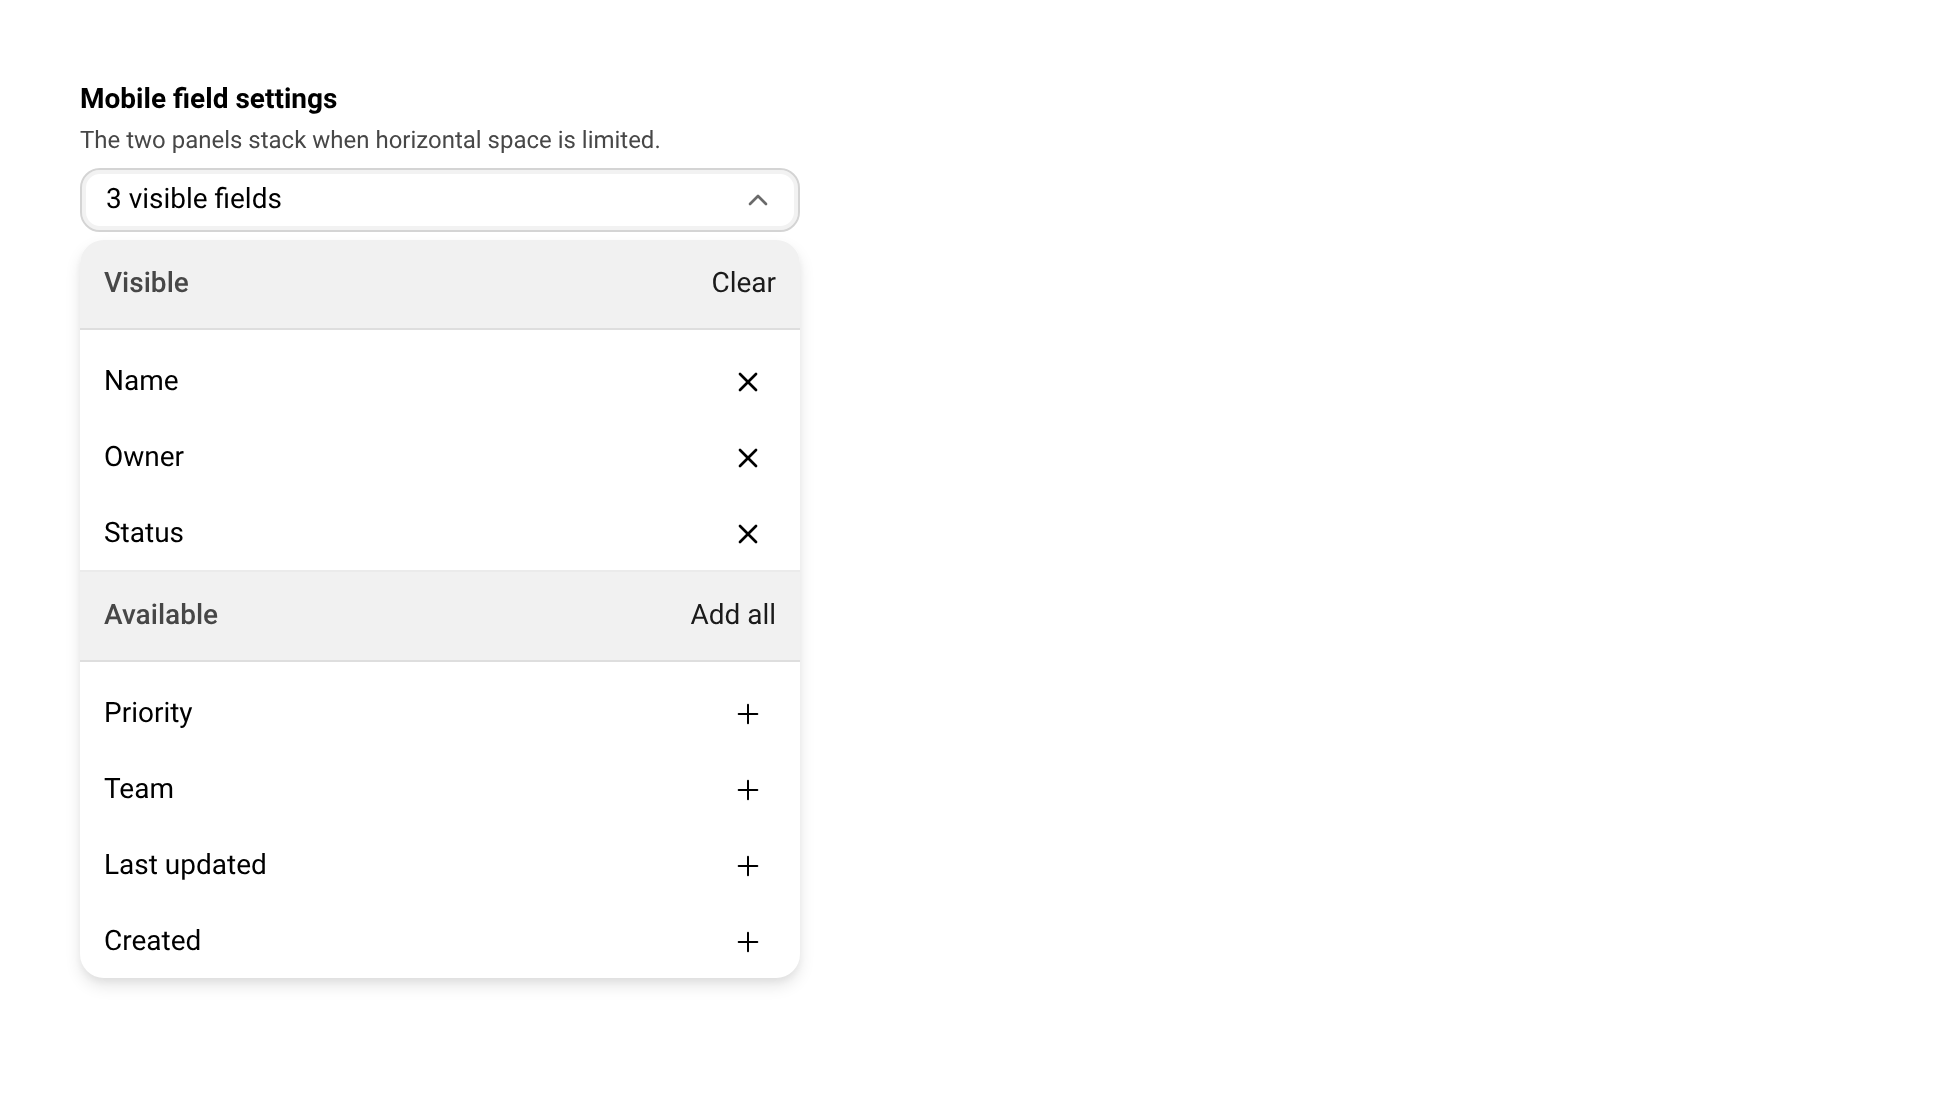 Mobile field settings
The two panels stack when horizontal space is limited.
3 visible fields
Visible Clear
Name
Owner
Status
Available Add all
Priority
Team
Last updated
Created